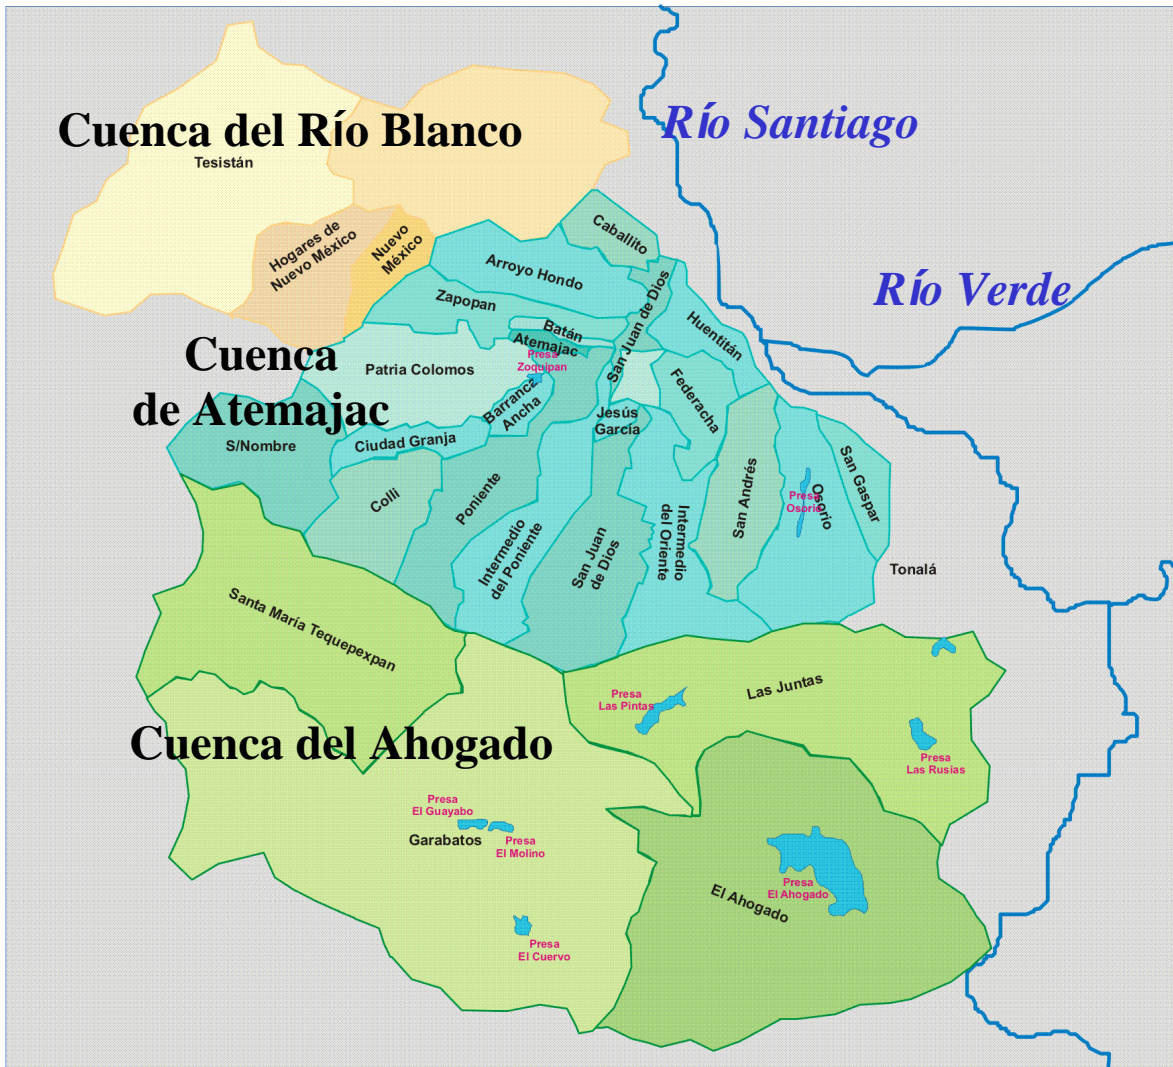 Cuenca del Río Blanco
Río Santiago
Tesistán
Hogares de
Nuevo México
Nuevo
México
Caballito
Arroyo Hondo
Río Verde
Zapopan
San Juan de Dios
Huentitán
Batán
Atemajac
Presa
Zoquipan
Cuenca
de Atemajac
Patria Colomos
Barranca
Ancha
Federacha
Jesús
García
S/Nombre
Ciudad Granja
Colli
Poniente
San Andrés
Presa
Osorio
Osorio
San Gaspar
Intermedio
del Poniente
San Juan
de Dios
Intermedio
del Oriente
Tonalá
Santa María Tequepexpan
Las Juntas
Presa
Las Pintas
Cuenca del Ahogado
Presa
Las Rusias
Presa
El Guayabo
Garabatos
Presa
El Molino
Presa
El Ahogado
El Ahogado
Presa
El Cuervo